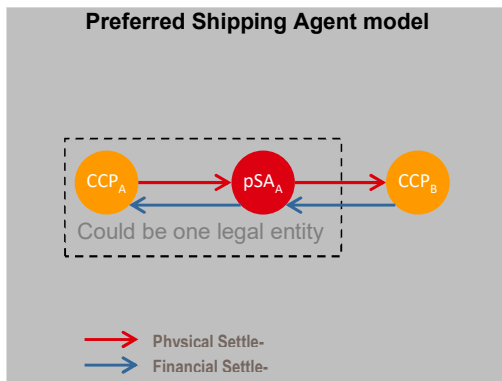 Preferred Shipping Agent model
CCPA pSAA CCPB
Could be one legal entity
Physical Settle-
Financial Settle-